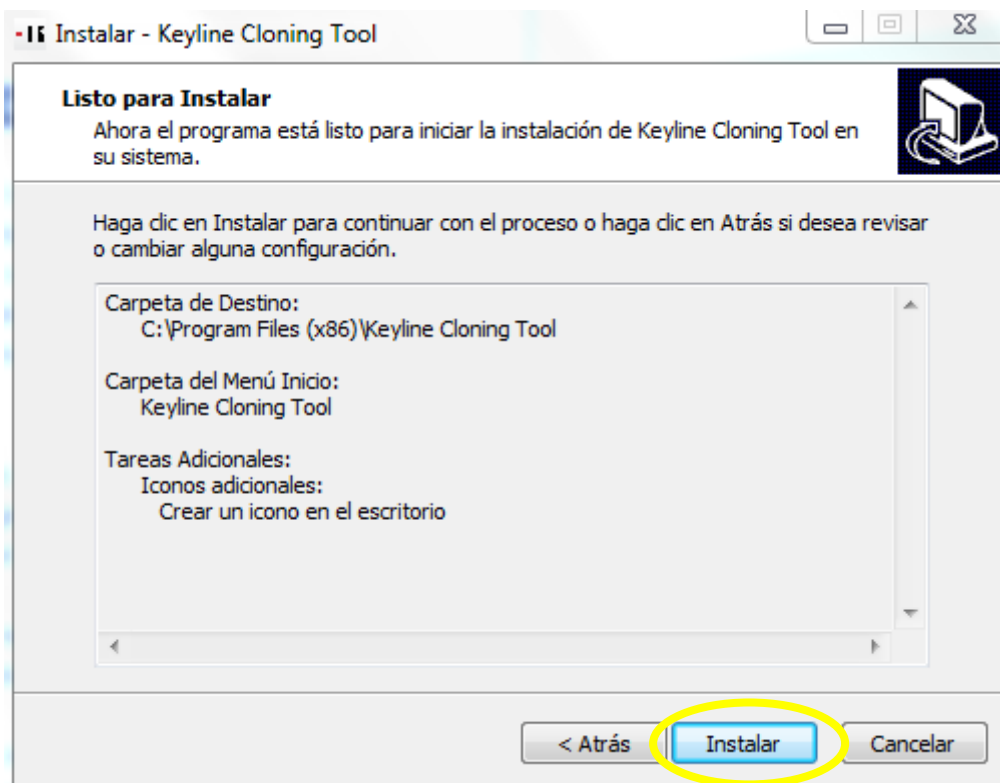 Instalar - Keyline Cloning Tool
Listo para Instalar
Ahora el programa está listo para iniciar la instalación de Keyline Cloning Tool en
su sistema.
Haga clic en Instalar para continuar con el proceso o haga clic en Atrás si desea revisar
o cambiar alguna configuración.
Carpeta de Destino:
C:\Program Files (x86)\Keyline Cloning Tool
Carpeta del Menú Inicio:
Keyline Cloning Tool
Tareas Adicionales:
Iconos adicionales:
Crear un icono en el escritorio
< Atrás Instalar Cancelar